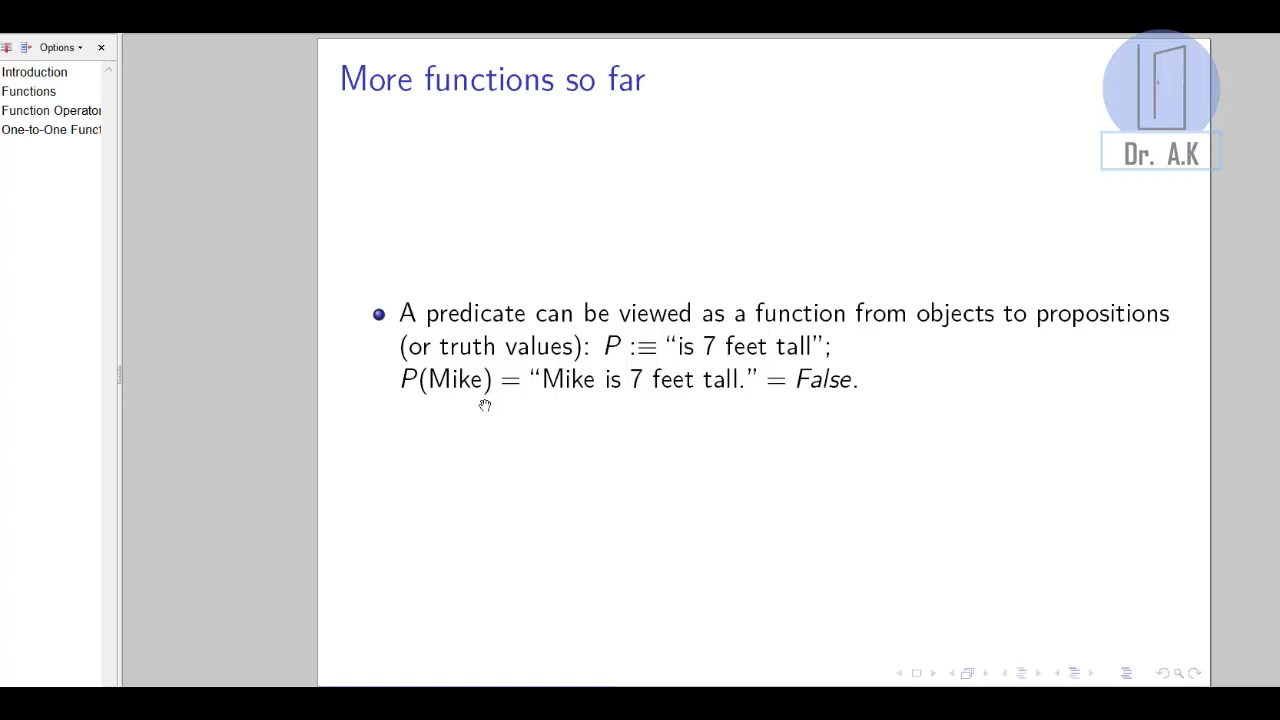 Options
Introduction
Functions
Function Operator
One-to-One Funct
More functions so far
Dr. A.K
A predicate can be viewed as a function from objects to propositions
(or truth values): P :≡ “is 7 feet tall”;
P(Mike) = “Mike is 7 feet tall.” = False.